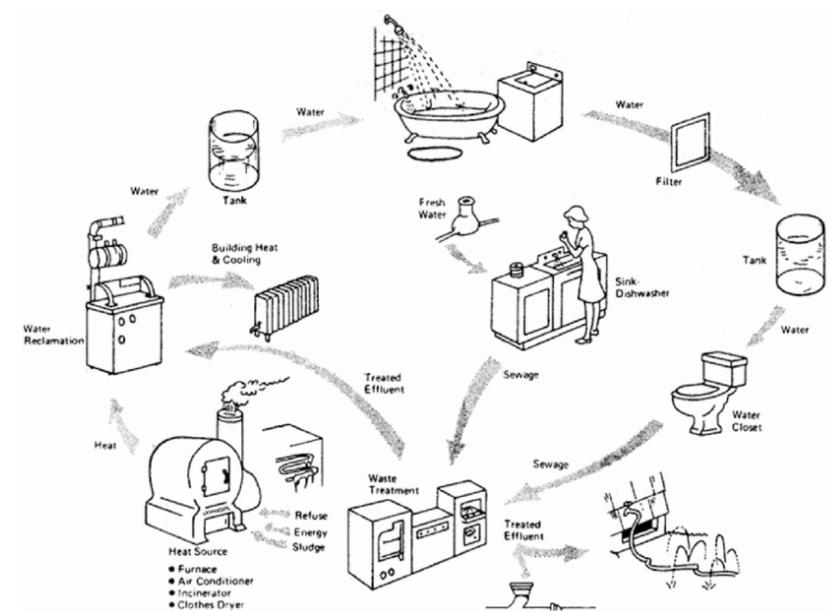 Water
Water
Filter
Tank
Water
Fresh
Water
Building Heat
& Cooling
Tank
Sink-
Dishwasher
Water
Reclamation
Water
Treated
Effluent
Sewage
Water
Closet
Heat
Sewage
Waste
Treatment
Refuse
Energy
Sludge
Treated
Effluent
Heat Source
• Furnace
• Air Conditioner
• Incinerator
• Clothes Dryer